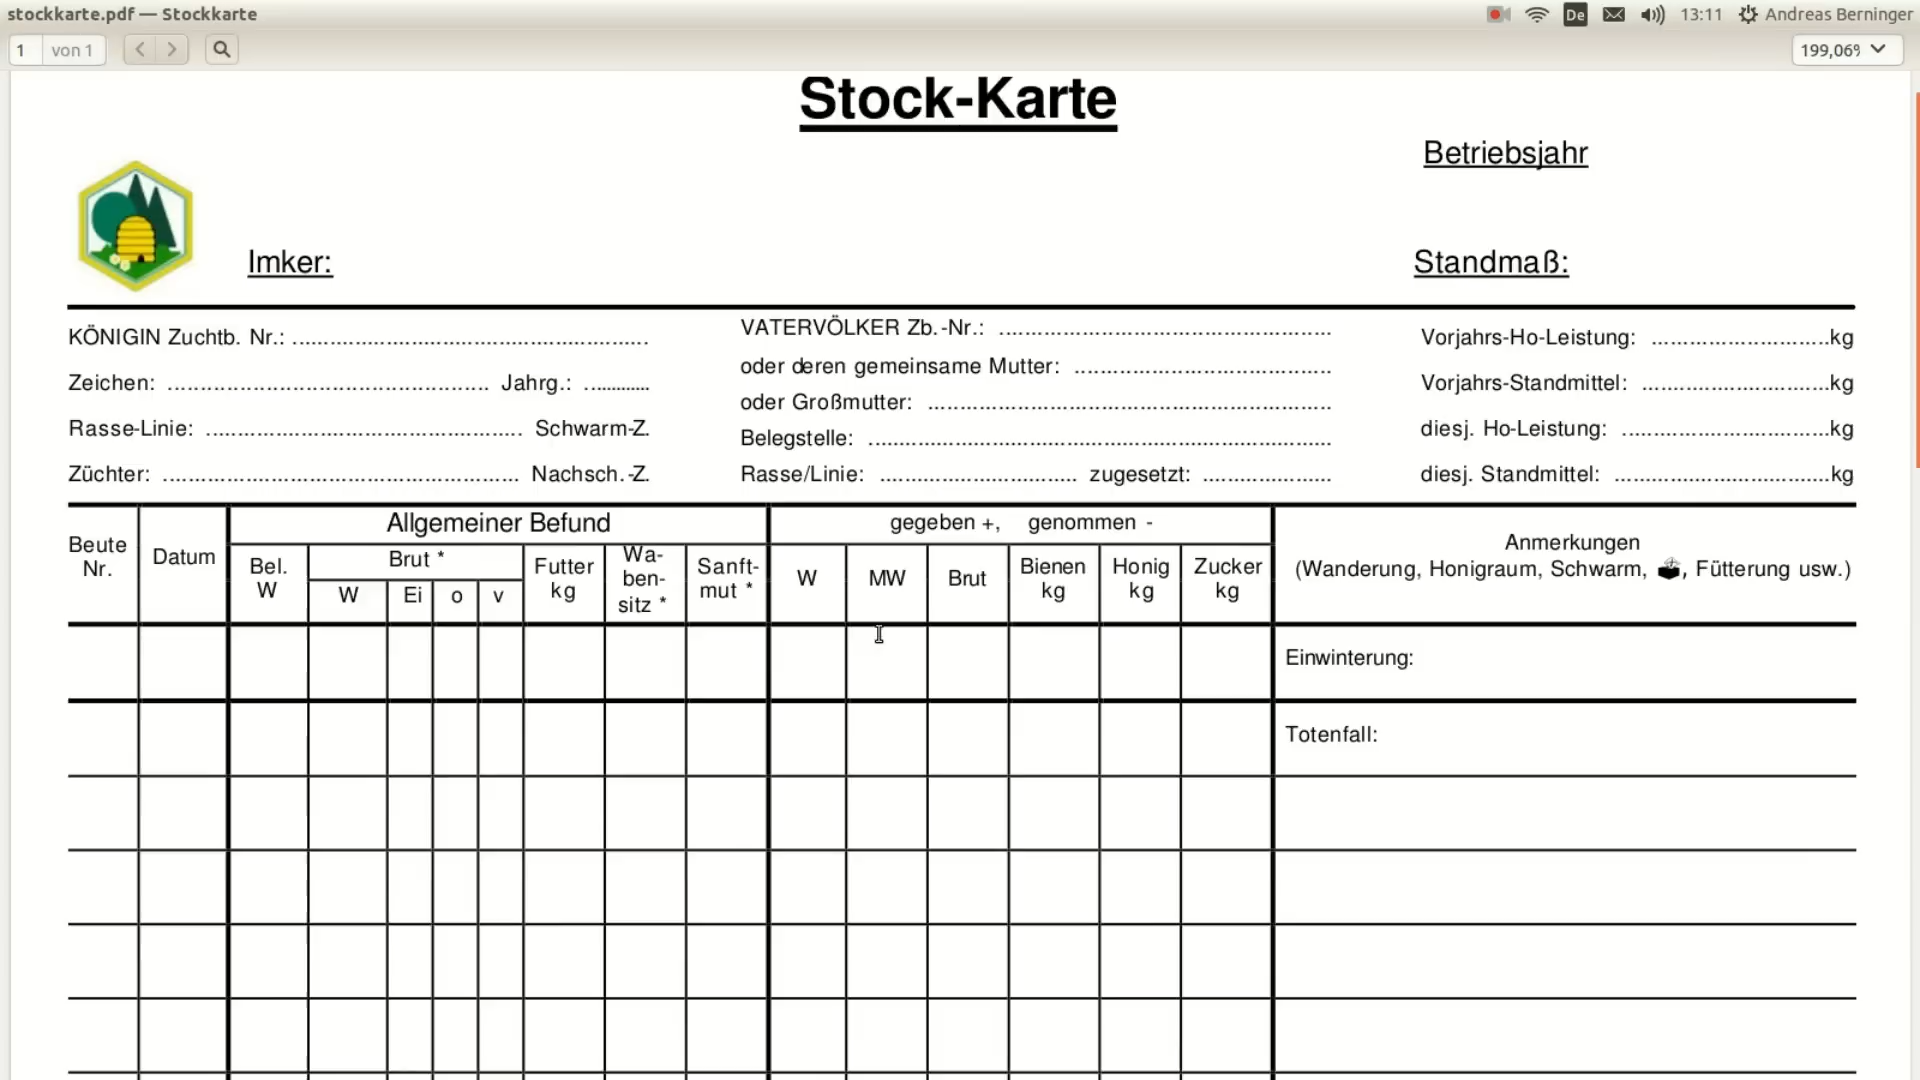 stockkarte.pdf — Stockkarte
De 13:11 Andreas Berninger
1 von 1
199,06%
Stock-Karte
Betriebsjahr
Imker:
Standmaß:
KÖNIGIN Zuchtb. Nr.: ........................................................
Zeichen: .................................................. Jahrg.: ............
Rasse-Linie: .................................................. Schwarm-Z.
Züchter: ........................................................ Nachsch.-Z.
VATERVÖLKER Zb.-Nr.: ....................................................
oder deren gemeinsame Mutter: ........................................
oder Großmutter: ...............................................................
Belegstelle: .........................................................................
Rasse/Linie: ............................... zugesetzt: ....................
Vorjahrs-Ho-Leistung: ............................kg
Vorjahrs-Standmittel: .............................kg
diesj. Ho-Leistung: ................................kg
diesj. Standmittel: .................................kg
Beute Nr.
Datum
Allgemeiner Befund
Bel. W
Brut *
W Ei o v
Futter kg
Wa-
ben-
sitz *
Sanft-
mut *
gegeben +, genommen -
W
MW
Brut
Bienen kg
Honig kg
Zucker kg
Anmerkungen
(Wanderung, Honigraum, Schwarm, , Fütterung usw.)
Einwinterung:
Totenfall: